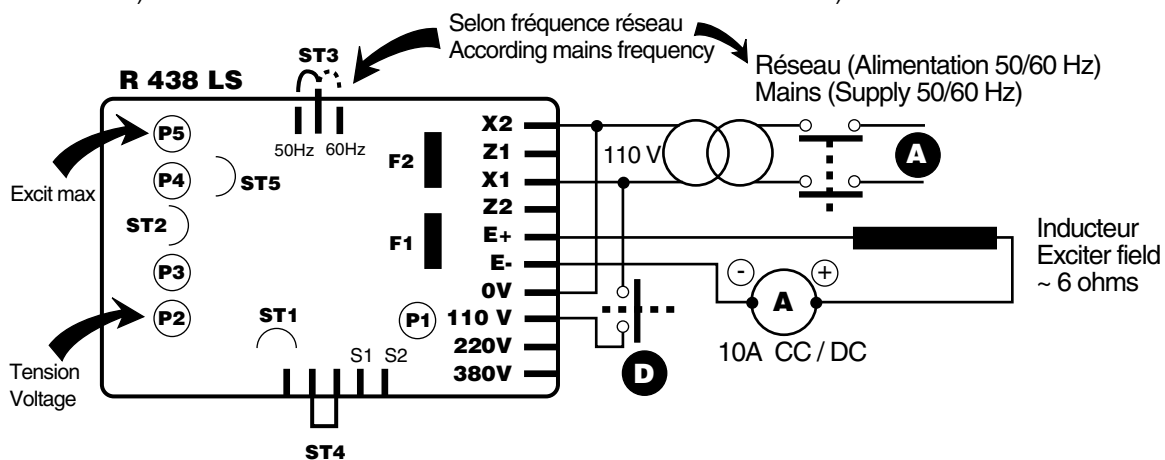 Selon fréquence réseau
According mains frequency
ST3
R 438 LS
Réseau (Alimentation 50/60 Hz)
Mains (Supply 50/60 Hz)
P5
50Hz 60Hz
F2
X2
Z1
110 V
A
Excit max
P4
ST5
X1
Z2
ST2
F1
E+
E-
Inducteur
Exciter field
~ 6 ohms
P3
- A +
0V
P2
ST1
P1
110 V
10A CC / DC
220V
D
Tension
Voltage
S1 S2
380V
ST4